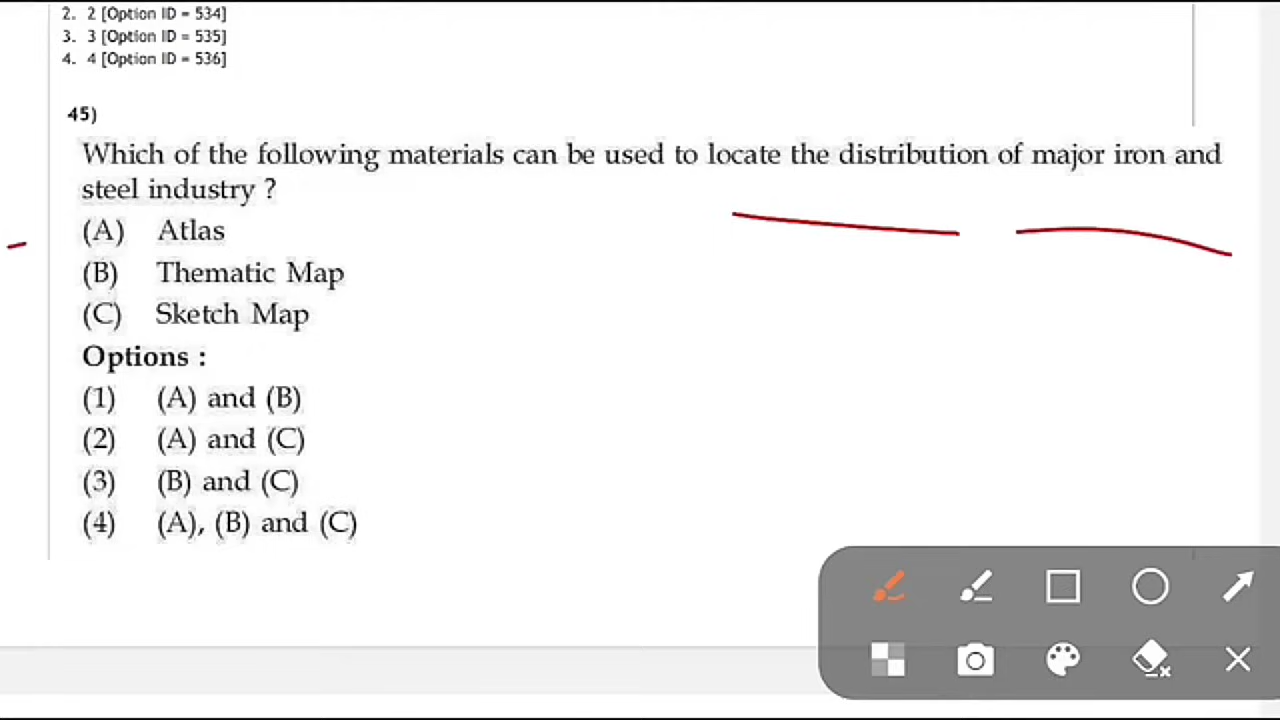 2. 2 [Option ID = 534]
3. 3 [Option ID = 535]
4. 4 [Option ID = 536]
45)
Which of the following materials can be used to locate the distribution of major iron and
steel industry ?
(A) Atlas
(B) Thematic Map
(C) Sketch Map
Options :
(1) (A) and (B)
(2) (A) and (C)
(3) (B) and (C)
(4) (A), (B) and (C)